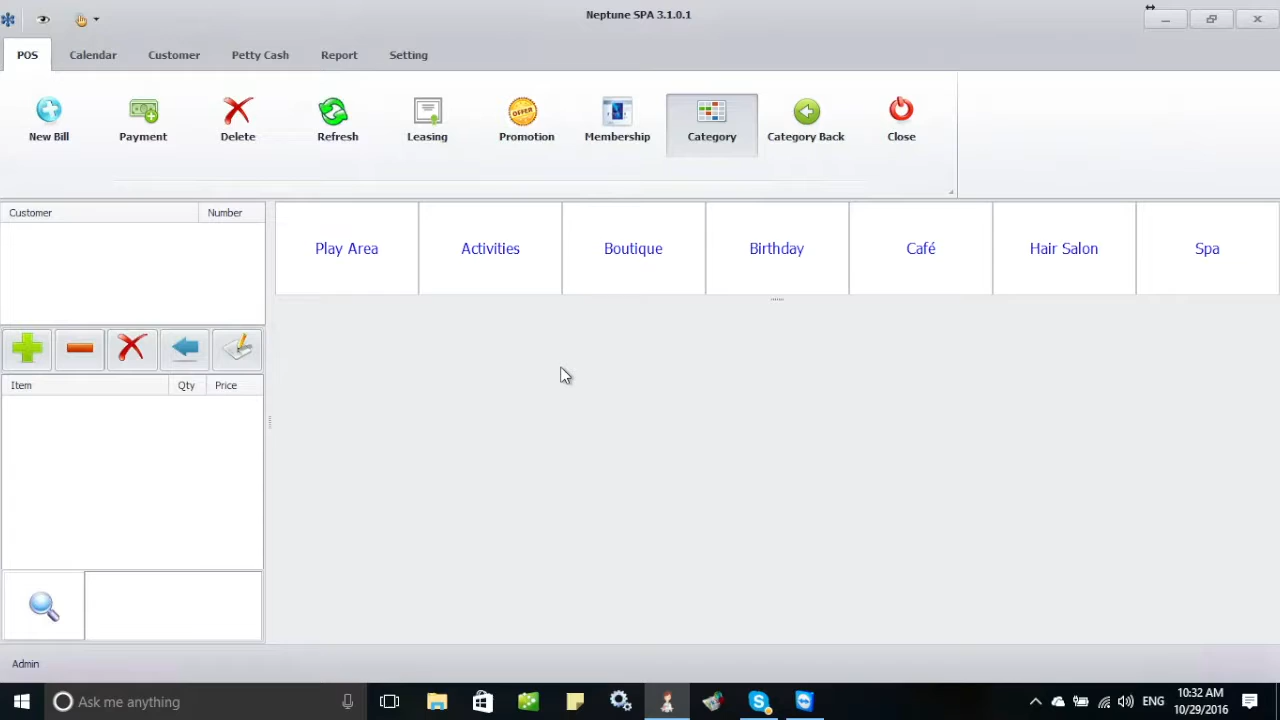 Neptune SPA 3.1.0.1
POS Calendar Customer Petty Cash Report Setting
New Bill Payment Delete Refresh Leasing OFFER Promotion Membership Category Category Back Close
Customer Number
Play Area Activities Boutique Birthday Café Hair Salon Spa
Item Qty Price
Admin
Ask me anything
ENG
10:32 AM
10/29/2016